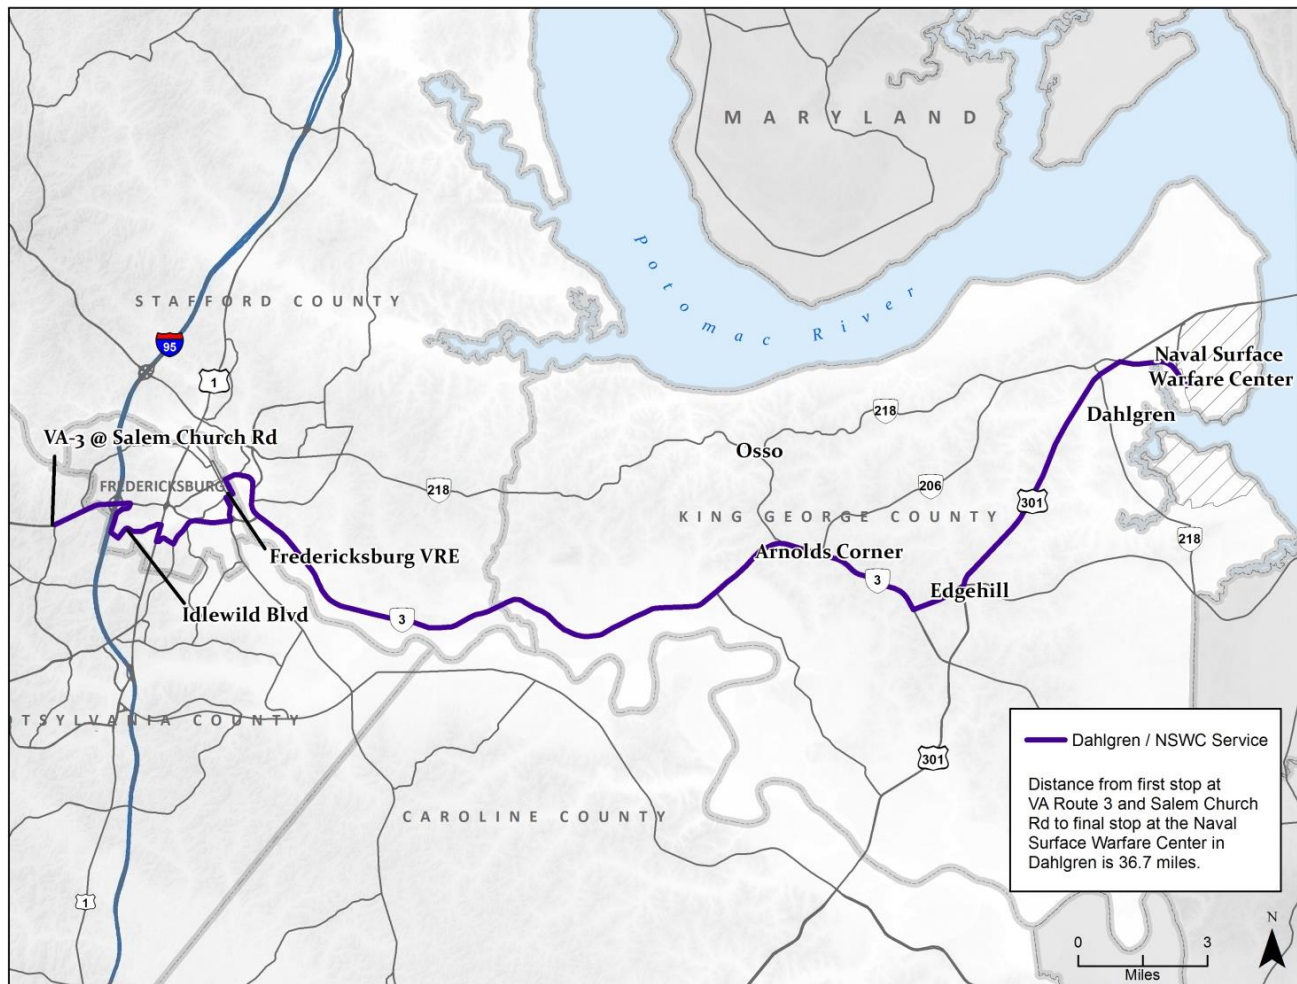 MARYLAND
Potomac River
STAFFORD COUNTY
95
1
Naval Surface
Warfare Center
Dahlgren
218
VA-3 @ Salem Church Rd
Osso
FREDERICKSBURG
218
206
301
KING GEORGE COUNTY
218
Fredericksburg VRE
Arnolds Corner
3
Edgehill
Idlewild Blvd
3
OTSYLVANIA COUNTY
301
CAROLINE COUNTY
1
Dahlgren / NSWC Service
Distance from first stop at
VA Route 3 and Salem Church
Rd to final stop at the Naval
Surface Warfare Center in
Dahlgren is 36.7 miles.
N
0 3
Miles